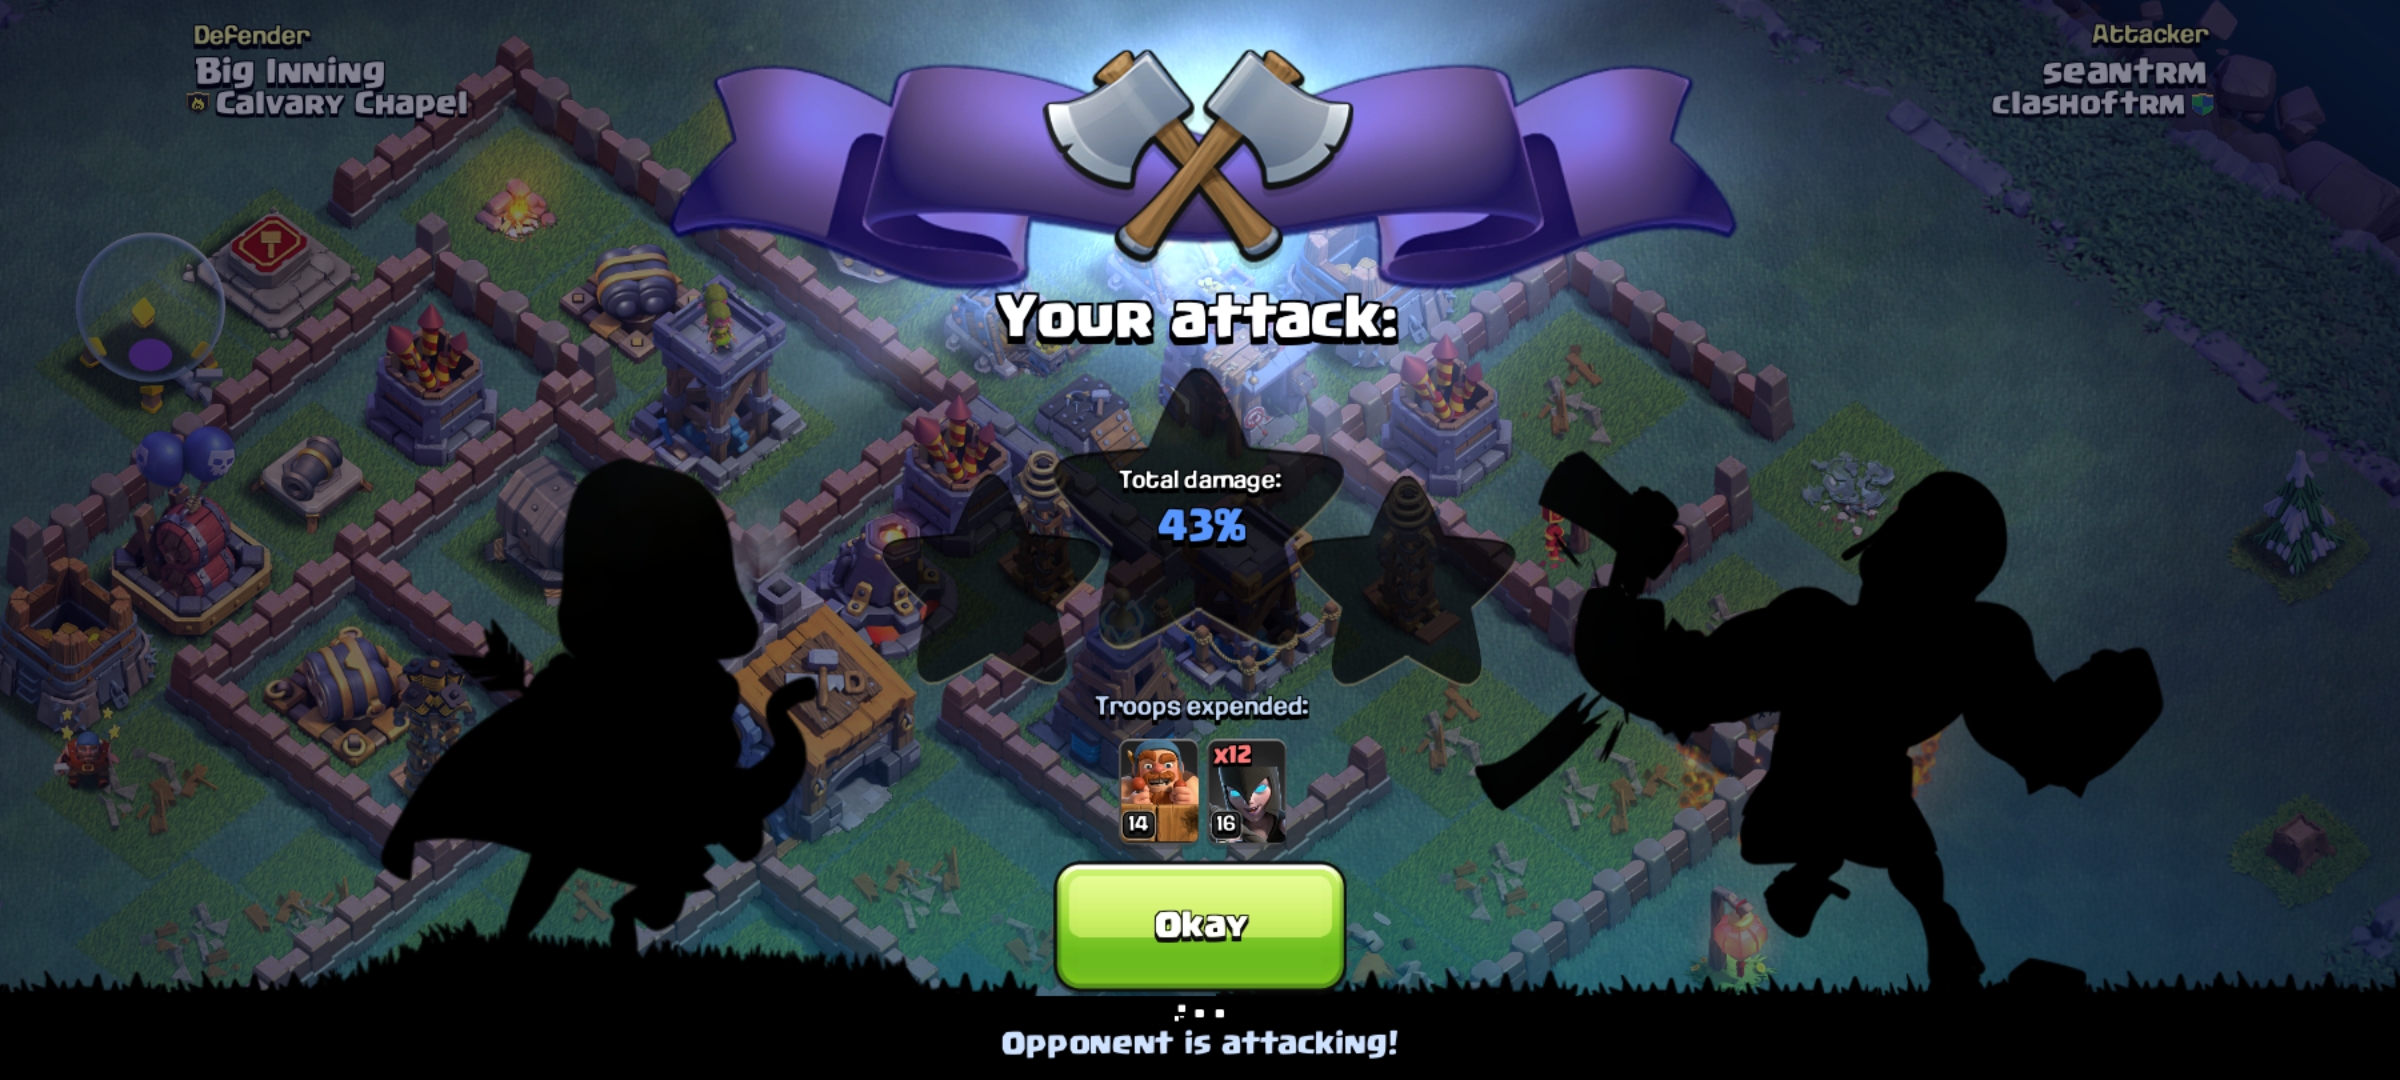 Defender
Big Inning
Calvary Chapel
Attacker
seantrm
clashoftrm
Your attack:
Total damage:
43%
Troops expended:
x12
14
16
Okay
Opponent is attacking!